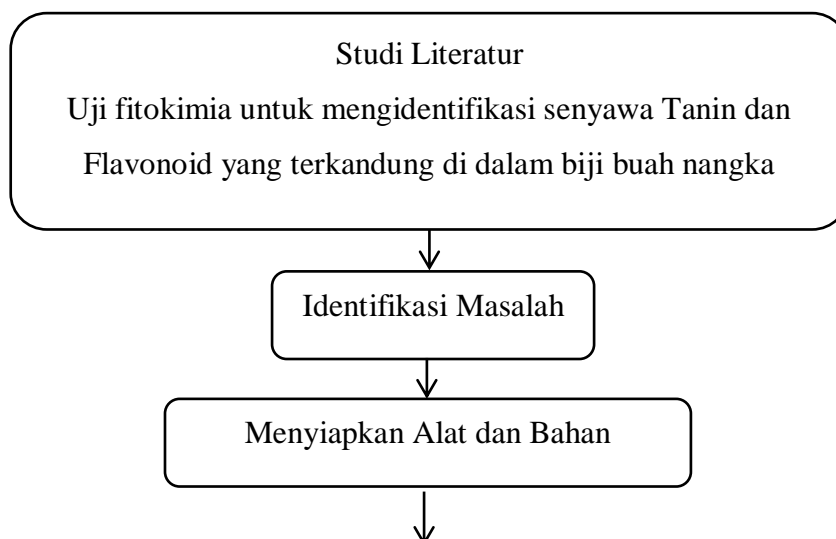 Studi Literatur
Uji fitokimia untuk mengidentifikasi senyawa Tanin dan
Flavonoid yang terkandung di dalam biji buah nangka
Identifikasi Masalah
Menyiapkan Alat dan Bahan